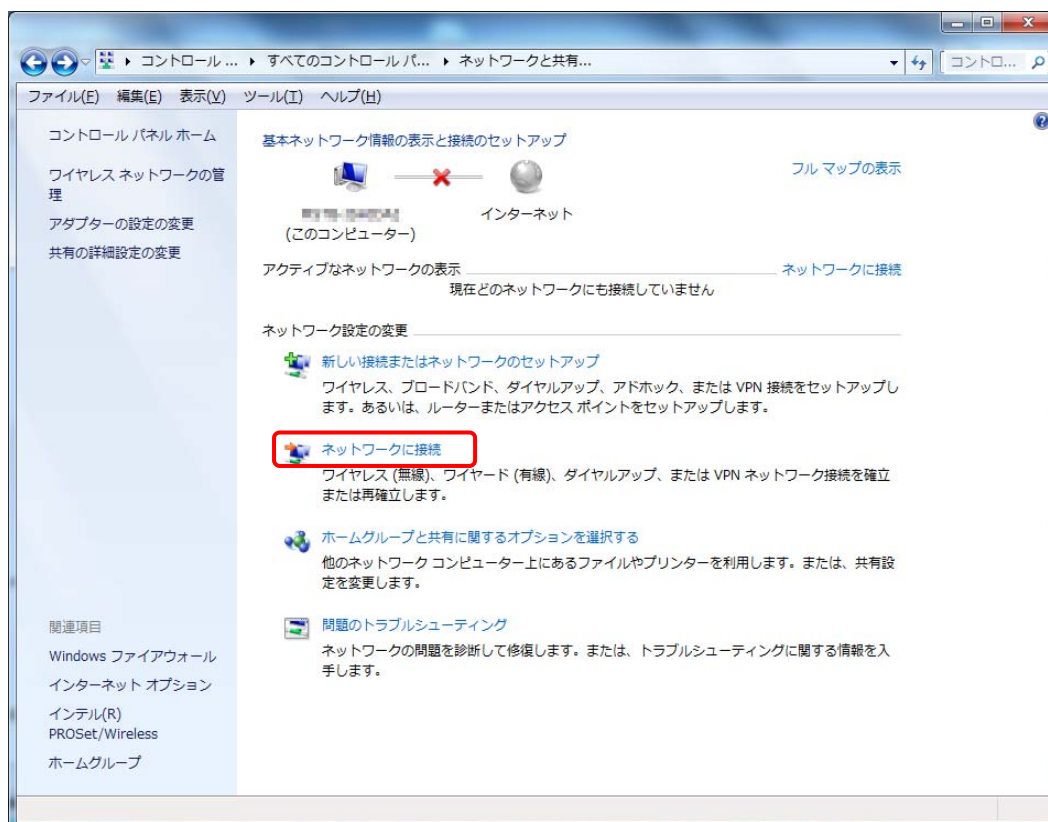 コントロール ... ▸ すべてのコントロール パ... ▸ ネットワークと共有...
コントロ...
ファイル(F) 編集(E) 表示(V) ツール(T) ヘルプ(H)
コントロール パネル ホーム
ワイヤレス ネットワークの管
理
アダプターの設定の変更
共有の詳細設定の変更
基本ネットワーク情報の表示と接続のセットアップ
フル マップの表示
インターネット
(このコンピューター)
アクティブなネットワークの表示
ネットワークに接続
現在どのネットワークにも接続していません
ネットワーク設定の変更
新しい接続またはネットワークのセットアップ
ワイヤレス、ブロードバンド、ダイヤルアップ、アドホック、または VPN 接続をセットアップし
ます。あるいは、ルーターまたはアクセス ポイントをセットアップします。
ネットワークに接続
ワイヤレス (無線)、ワイヤード (有線)、ダイヤルアップ、または VPN ネットワーク接続を確立
または再確立します。
ホームグループと共有に関するオプションを選択する
他のネットワーク コンピューター上にあるファイルやプリンターを利用します。または、共有設
定を変更します。
問題のトラブルシューティング
ネットワークの問題を診断して修復します。または、トラブルシューティングに関する情報を入
手します。
関連項目
Windows ファイアウォール
インターネット オプション
インテル(R)
PROSet/Wireless
ホームグループ